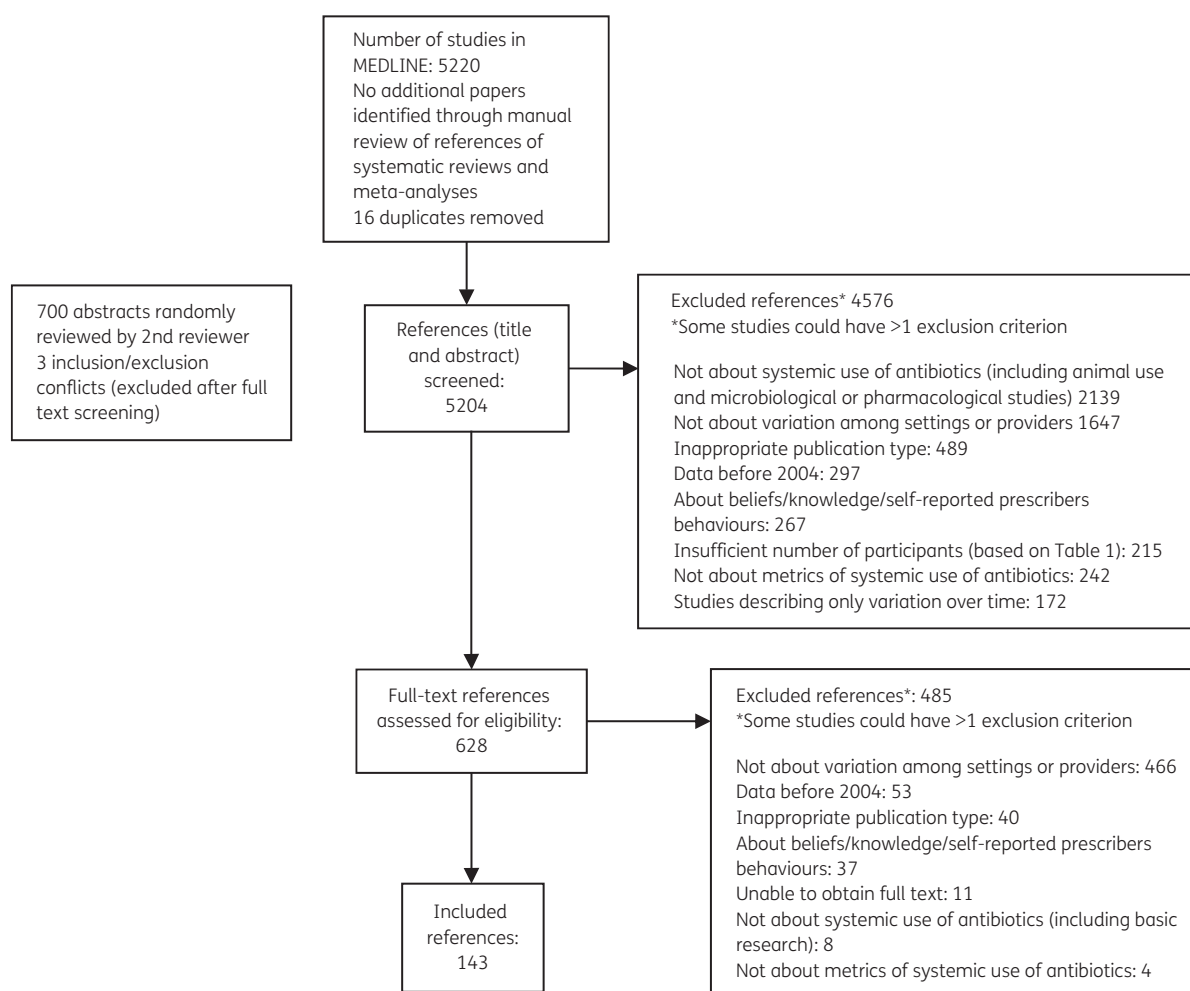 Number of studies in
MEDLINE: 5220
No additional papers
identified through manual
review of references of
systematic reviews and
meta-analyses
16 duplicates removed
700 abstracts randomly
reviewed by 2nd reviewer
3 inclusion/exclusion
conflicts (excluded after full
text screening)
References (title
and abstract)
screened:
5204
Excluded references* 4576
*Some studies could have >1 exclusion criterion
Not about systemic use of antibiotics (including animal use
and microbiological or pharmacological studies) 2139
Not about variation among settings or providers 1647
Inappropriate publication type: 489
Data before 2004: 297
About beliefs/knowledge/self-reported prescribers
behaviours: 267
Insufficient number of participants (based on Table 1): 215
Not about metrics of systemic use of antibiotics: 242
Studies describing only variation over time: 172
Full-text references
assessed for eligibility:
628
Excluded references*: 485
*Some studies could have >1 exclusion criterion
Not about variation among settings or providers: 466
Data before 2004: 53
Inappropriate publication type: 40
About beliefs/knowledge/self-reported prescribers
behaviours: 37
Unable to obtain full text: 11
Not about systemic use of antibiotics (including basic
research): 8
Not about metrics of systemic use of antibiotics: 4
Included
references:
143